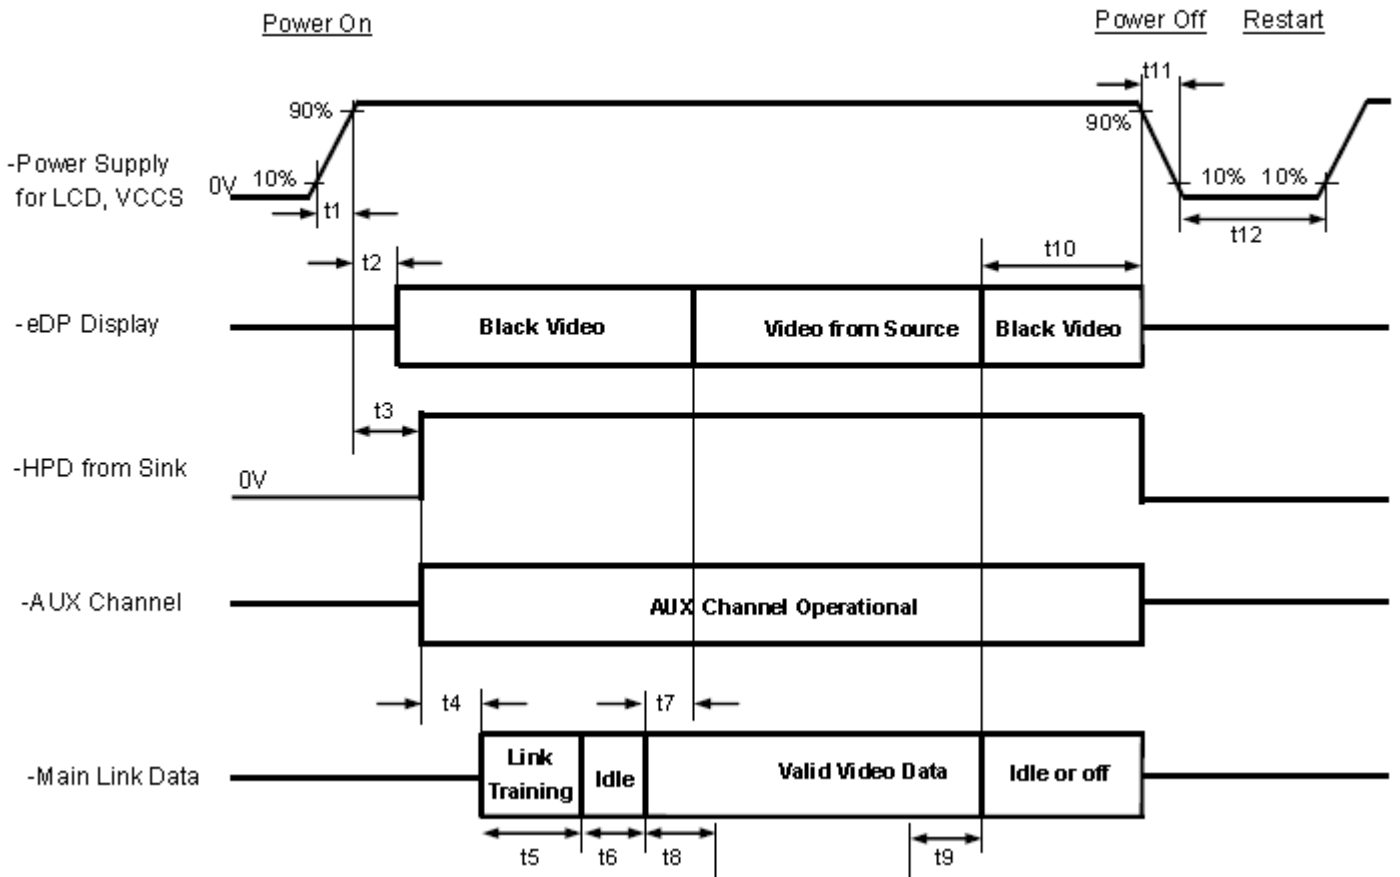 Power On
Power Off
Restart
t11
90%
90%
-Power Supply
for LCD, VCCS
0V
10%
10%
10%
t1
t12
t2
t10
-eDP Display
Black Video
Video from Source
Black Video
t3
-HPD from Sink
0V
-AUX Channel
AUX Channel Operational
t4
t7
-Main Link Data
Link
Training
Idle
Valid Video Data
Idle or off
t5
t6
t8
t9